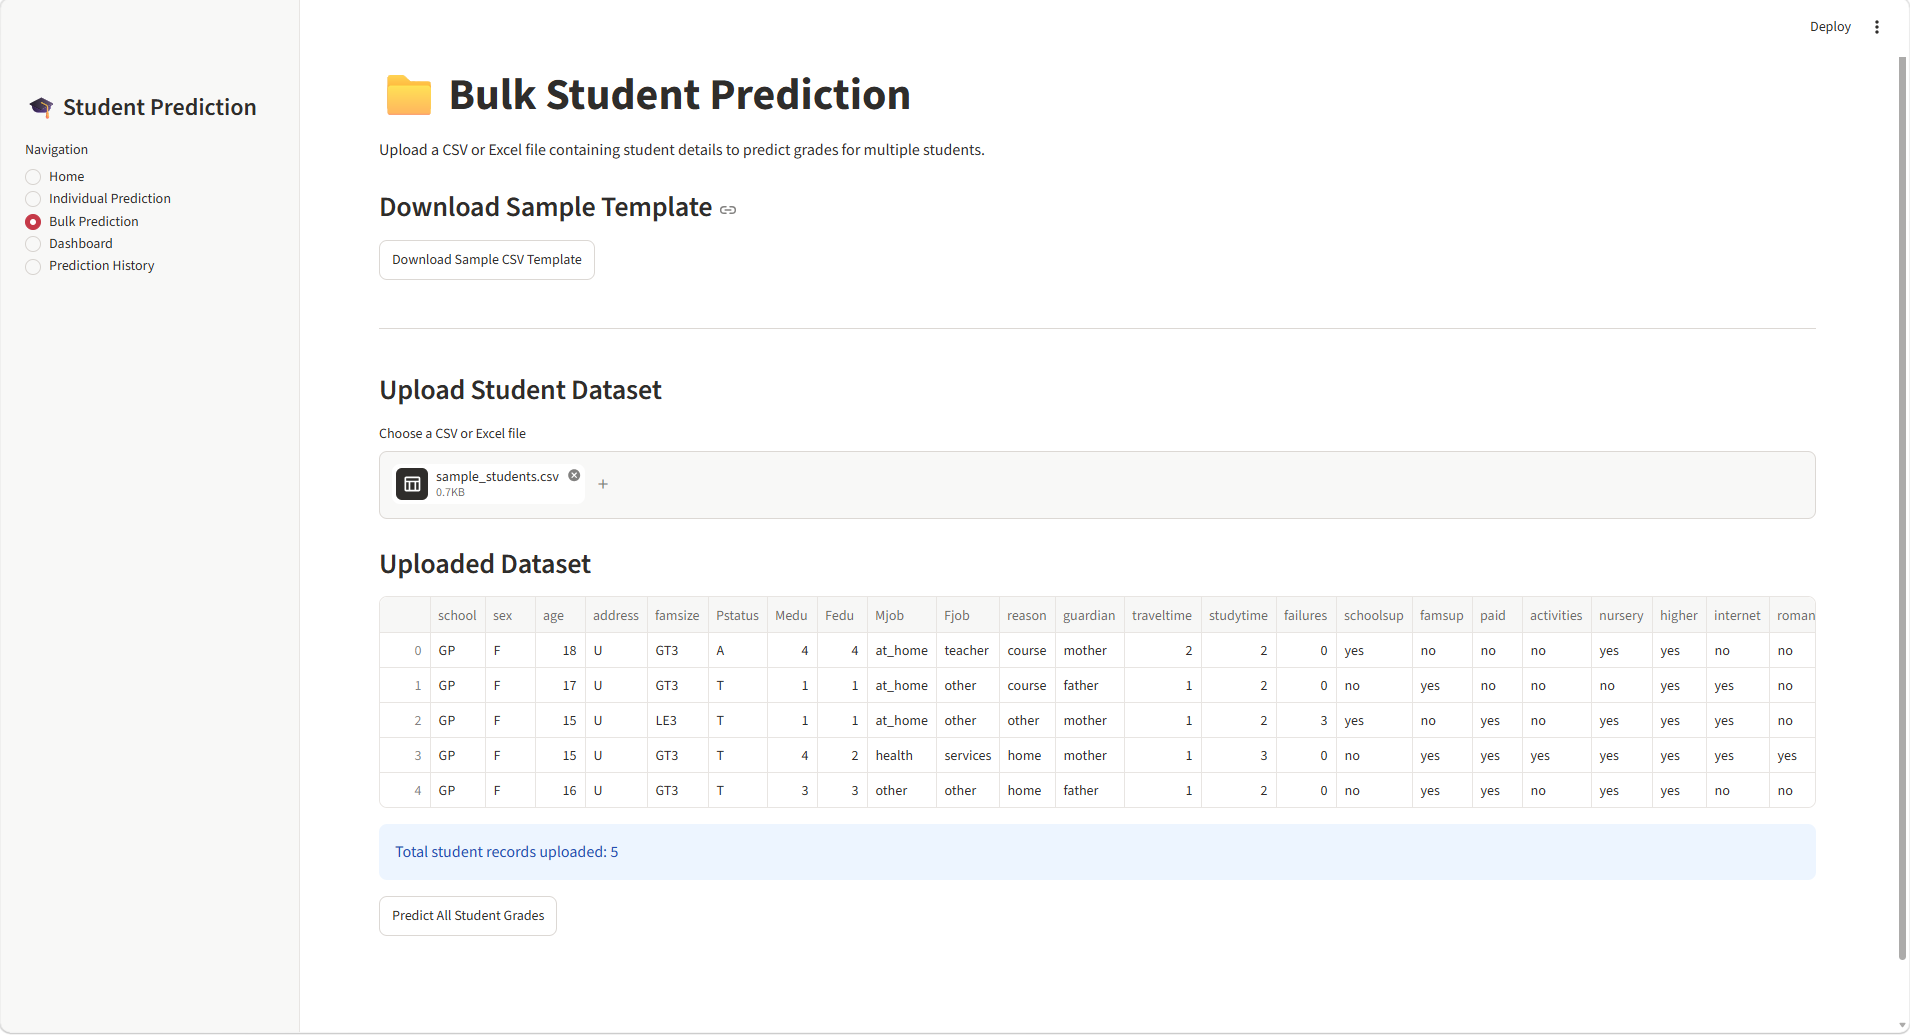 Deploy
Student Prediction
Navigation
Home
Individual Prediction
Bulk Prediction
Dashboard
Prediction History
Bulk Student Prediction
Upload a CSV or Excel file containing student details to predict grades for multiple students.
Download Sample Template
Download Sample CSV Template
Upload Student Dataset
Choose a CSV or Excel file
sample_students.csv
0.7KB
Uploaded Dataset
school sex age address famsize Pstatus Medu Fedu Mjob Fjob reason guardian traveltime studytime failures schoolsup famsup paid activities nursery higher internet roman
0 GP F 18 U GT3 A 4 4 at_home teacher course mother 2 2 0 yes no no no yes yes no no
1 GP F 17 U GT3 T 1 1 at_home other course father 1 2 0 no yes no no no yes yes no
2 GP F 15 U LE3 T 1 1 at_home other other mother 1 2 3 yes no yes no yes yes yes no
3 GP F 15 U GT3 T 4 2 health services home mother 1 3 0 no yes yes yes yes yes yes yes
4 GP F 16 U GT3 T 3 3 other other home father 1 2 0 no yes yes no yes yes no no
Total student records uploaded: 5
Predict All Student Grades